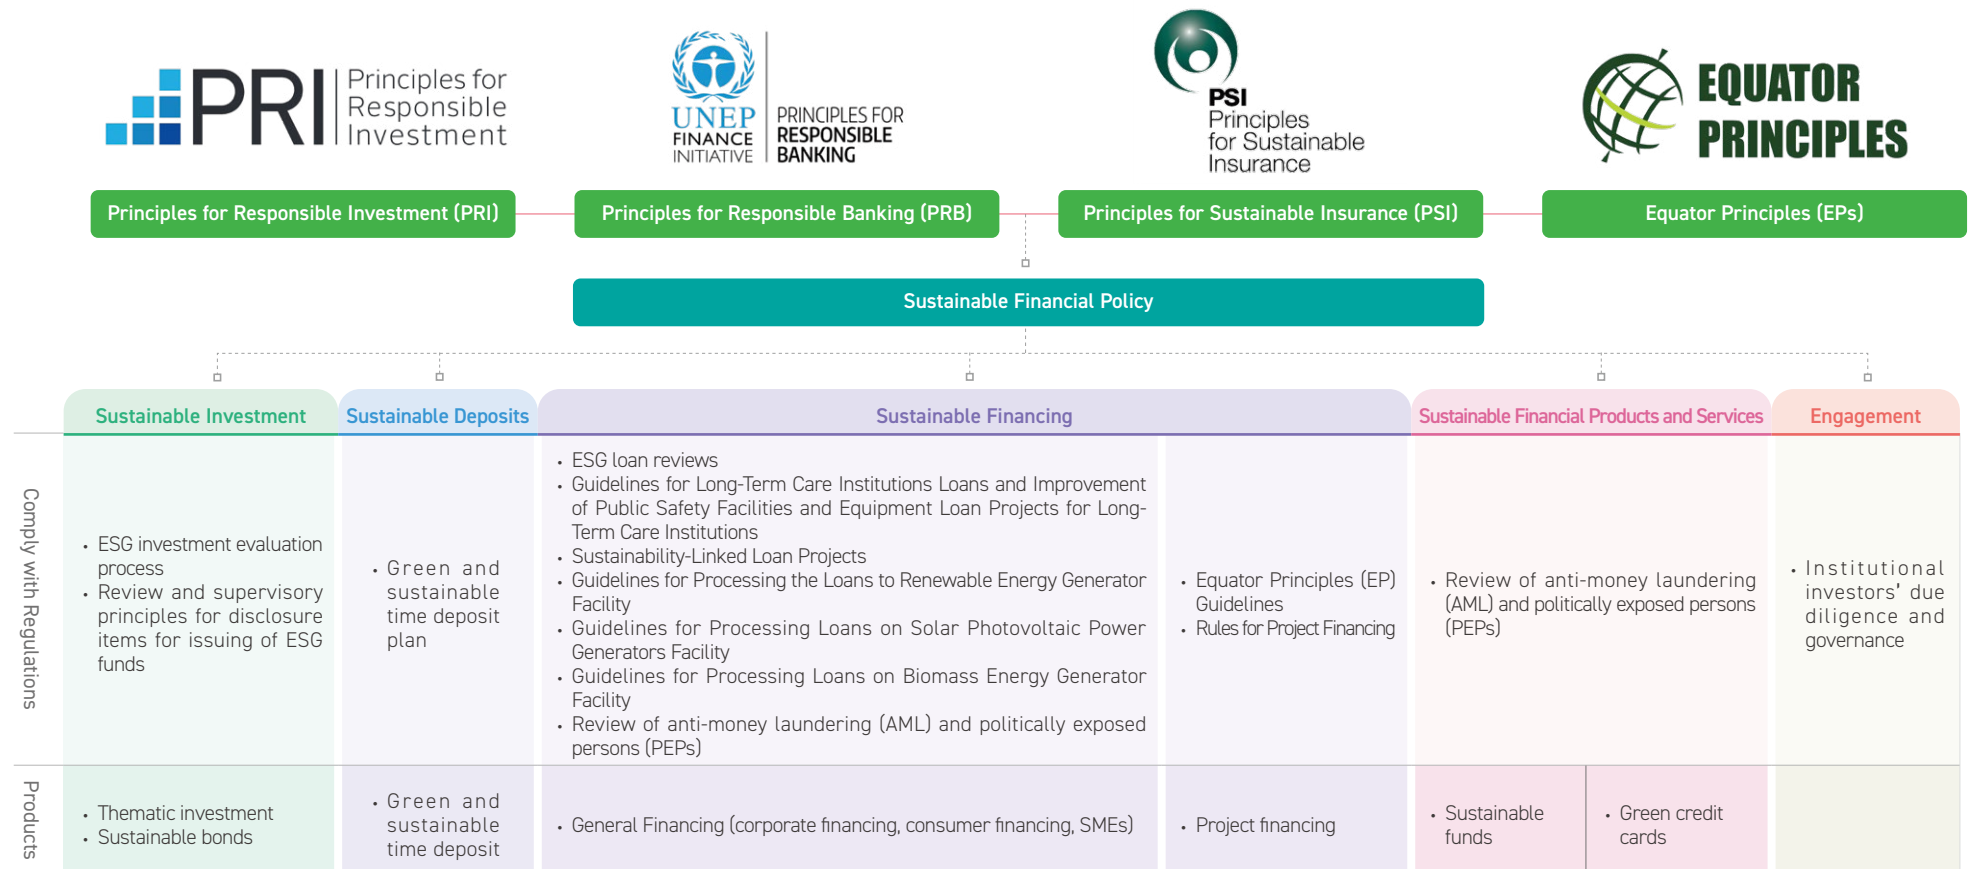 PRI
Principles for
Responsible
Investment
UNEP
FINANCE
INITIATIVE
PRINCIPLES FOR
RESPONSIBLE
BANKING
PSI
Principles
for Sustainable
Insurance
EQUATOR
PRINCIPLES
Principles for Responsible Investment (PRI)
Principles for Responsible Banking (PRB)
Principles for Sustainable Insurance (PSI)
Equator Principles (EPs)
Sustainable Financial Policy
Sustainable Investment
Sustainable Deposits
Sustainable Financing
Sustainable Financial Products and Services
Engagement
Comply with Regulations
• ESG investment evaluation
process
• Review and supervisory
principles for disclosure
items for issuing of ESG
funds
• Green and
sustainable
time deposit
plan
• ESG loan reviews
• Guidelines for Long-Term Care Institutions Loans and Improvement
of Public Safety Facilities and Equipment Loan Projects for Long-
Term Care Institutions
• Sustainability-Linked Loan Projects
• Guidelines for Processing the Loans to Renewable Energy Generator
Facility
• Guidelines for Processing Loans on Solar Photovoltaic Power
Generators Facility
• Guidelines for Processing Loans on Biomass Energy Generator
Facility
• Review of anti-money laundering (AML) and politically exposed
persons (PEPs)
• Equator Principles (EP)
Guidelines
• Rules for Project Financing
• Review of anti-money laundering
(AML) and politically exposed persons
(PEPs)
• Institutional
investors' due
diligence and
governance
Products
• Thematic investment
• Sustainable bonds
• Green and
sustainable
time deposit
• General Financing (corporate financing, consumer financing, SMEs)
• Project financing
• Sustainable
funds
• Green credit
cards